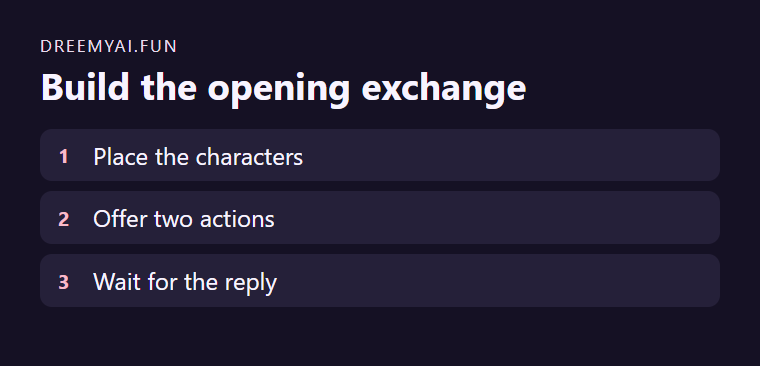 DREEMYAI.FUN
Build the opening exchange
1 Place the characters
2 Offer two actions
3 Wait for the reply